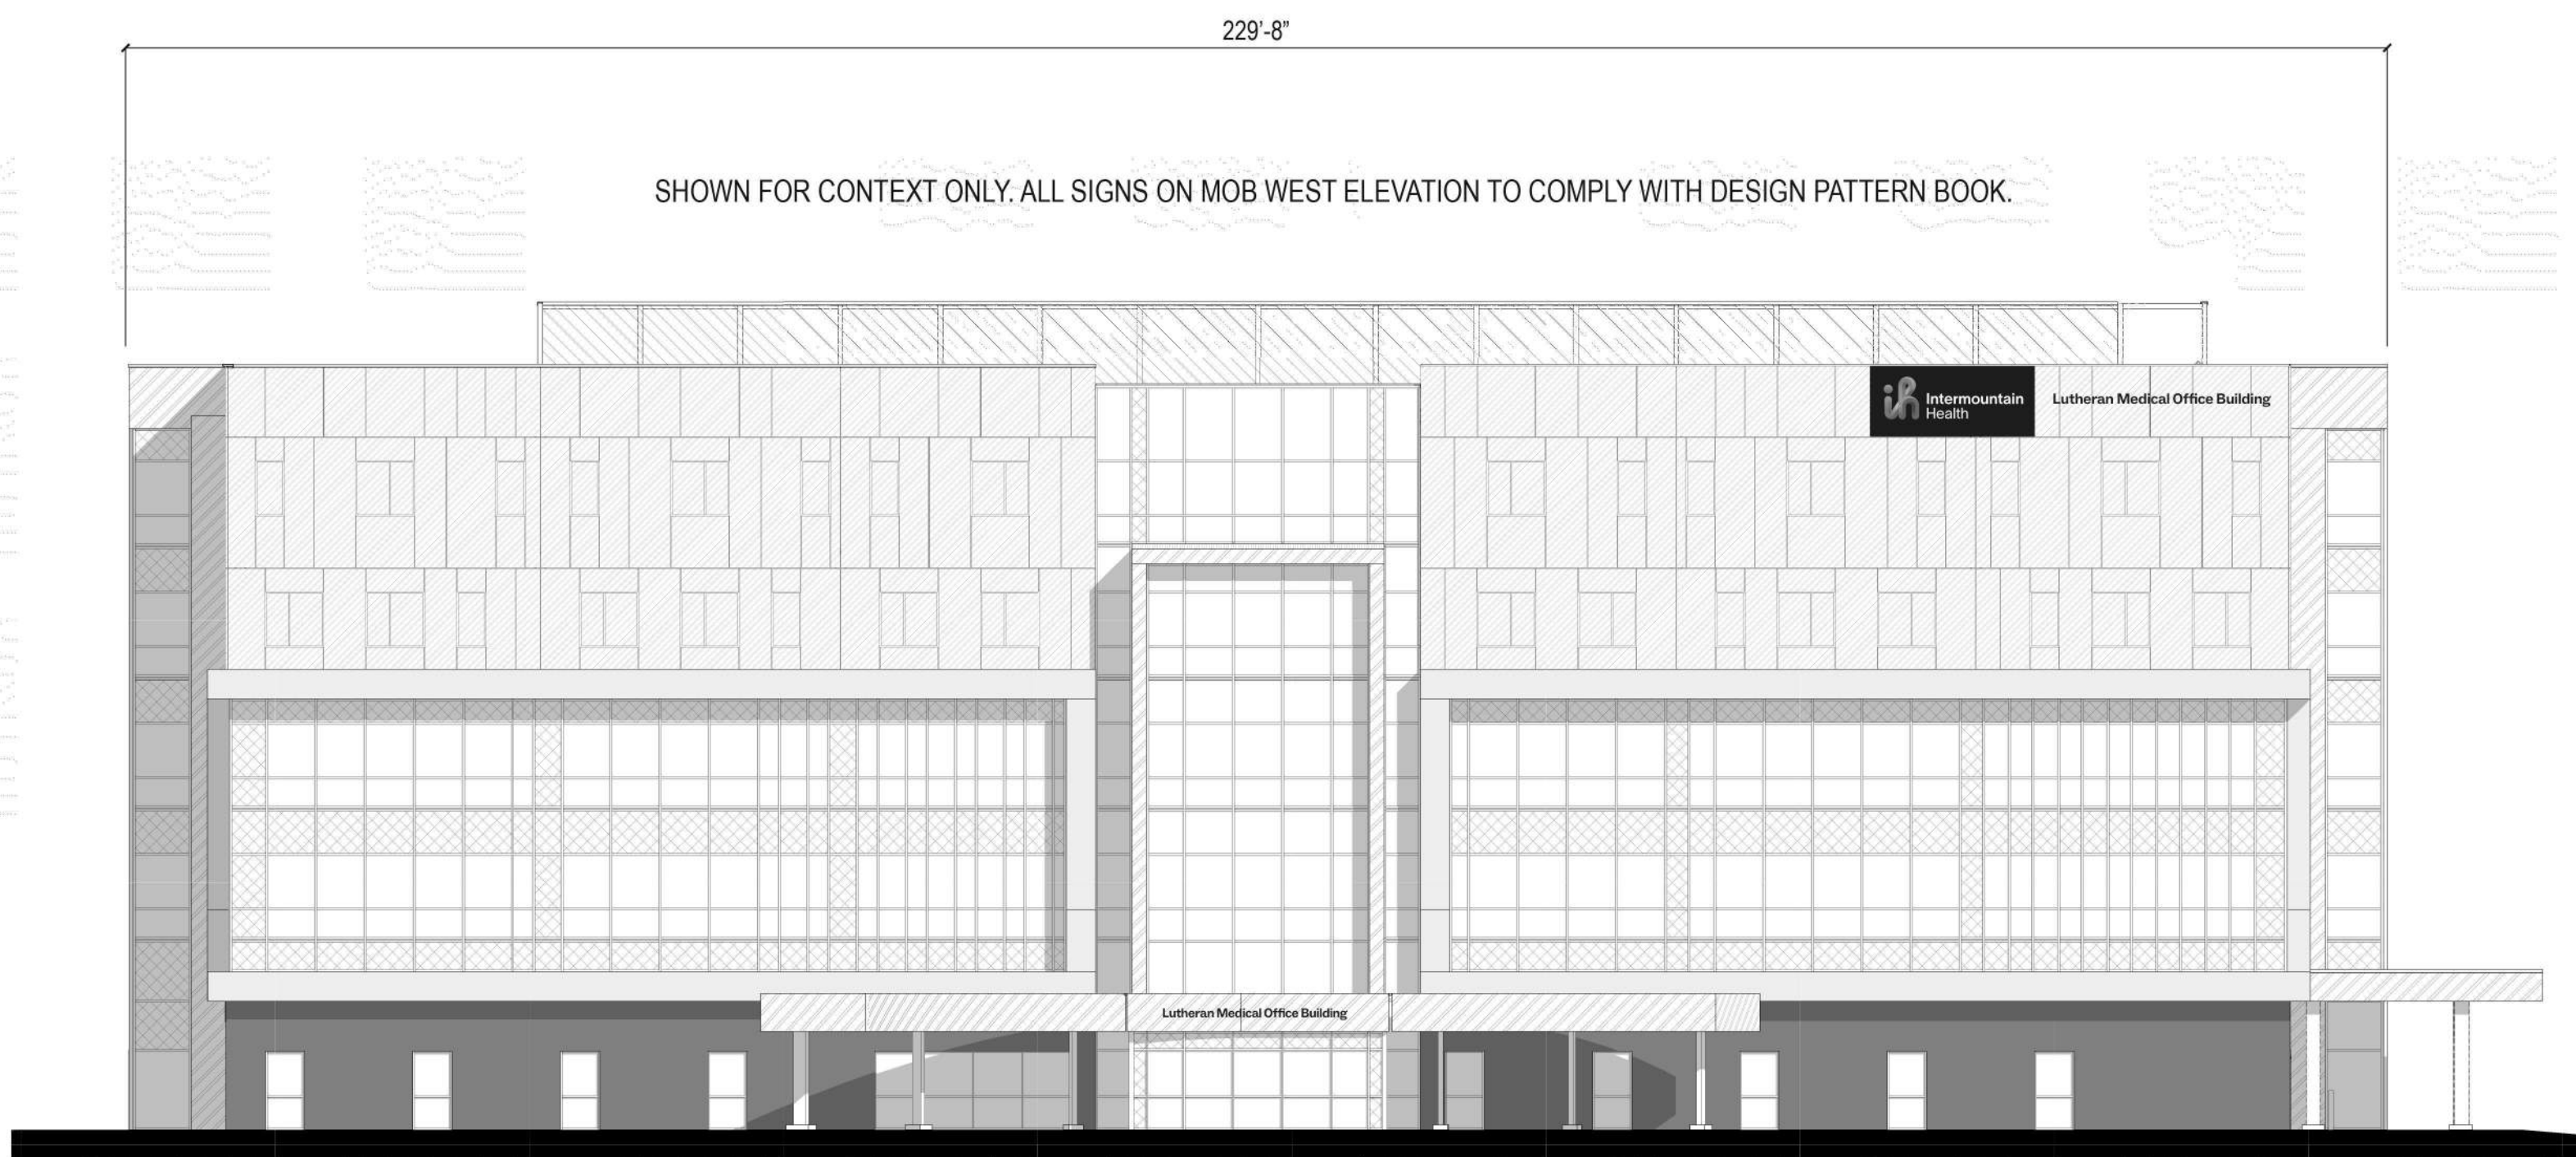 229'-8"
SHOWN FOR CONTEXT ONLY. ALL SIGNS ON MOB WEST ELEVATION TO COMPLY WITH DESIGN PATTERN BOOK.
Intermountain
Health
Lutheran Medical Office Building
Lutheran Medical Office Building